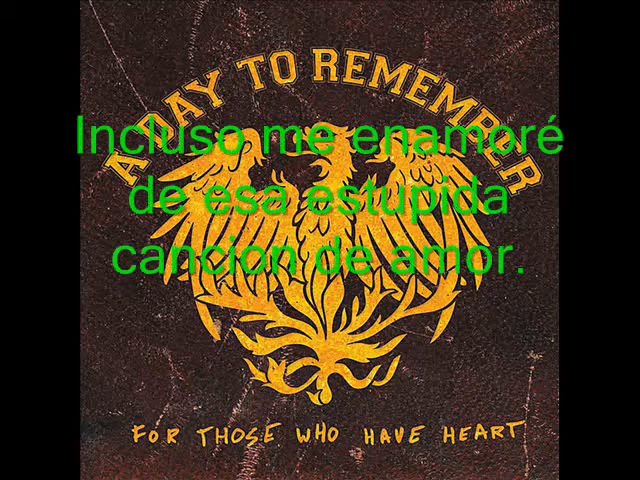 A DAY TO REMEMBER
Incluso me enamoré
de esa estupida
cancion de amor.
FOR THOSE WHO HAVE HEART